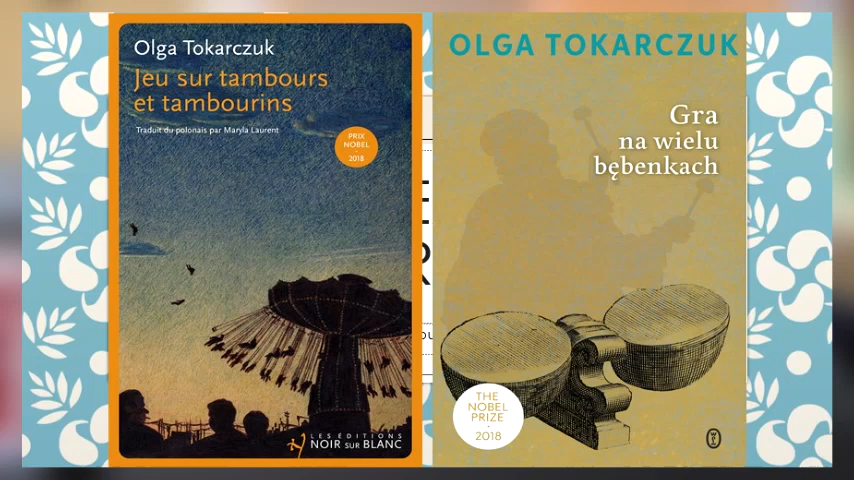 Olga Tokarczuk
Jeu sur tambours
et tambourins
Traduit du polonais par Maryla Laurent
PRIX
NOBEL
2018
LES ÉDITIONS
NOIR SUR BLANC
OLGA TOKARCZUK
Gra
na wielu
bębenkach
THE
NOBEL
PRIZE
2018